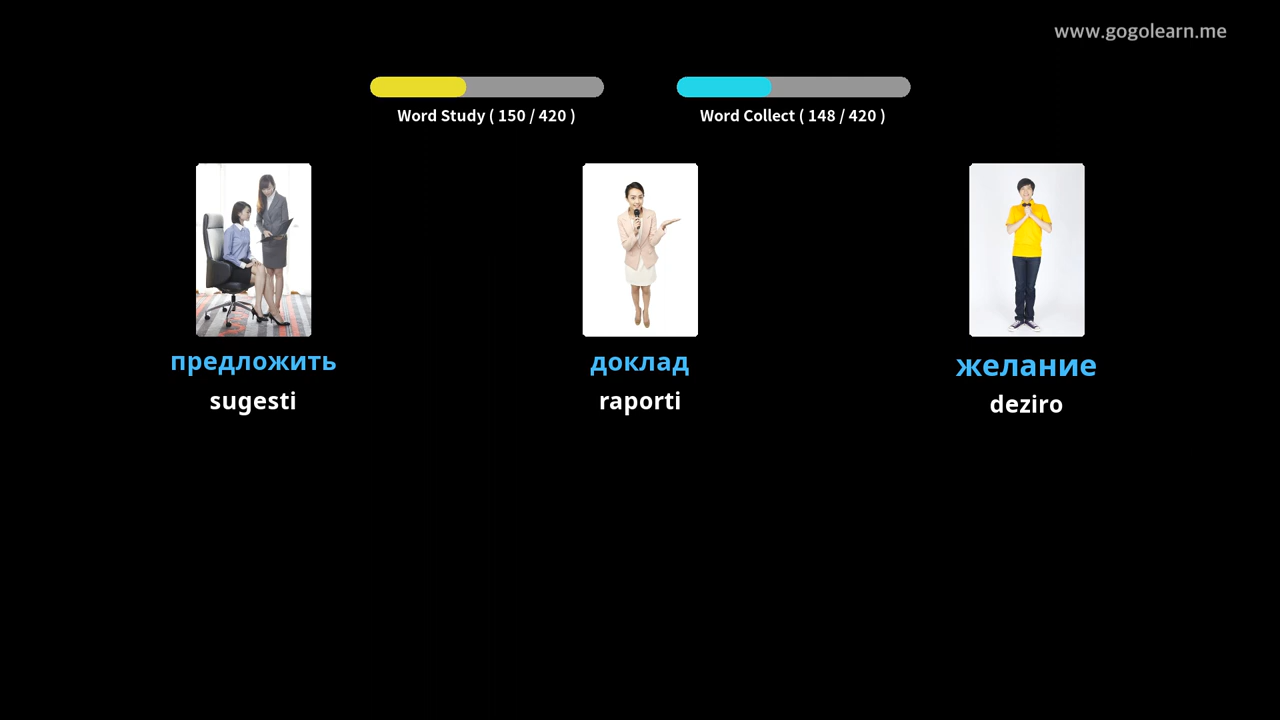 www.gogolearn.me
Word Study ( 150 / 420 )
Word Collect ( 148 / 420 )
предложить
sugesti
доклад
raporti
желание
deziro